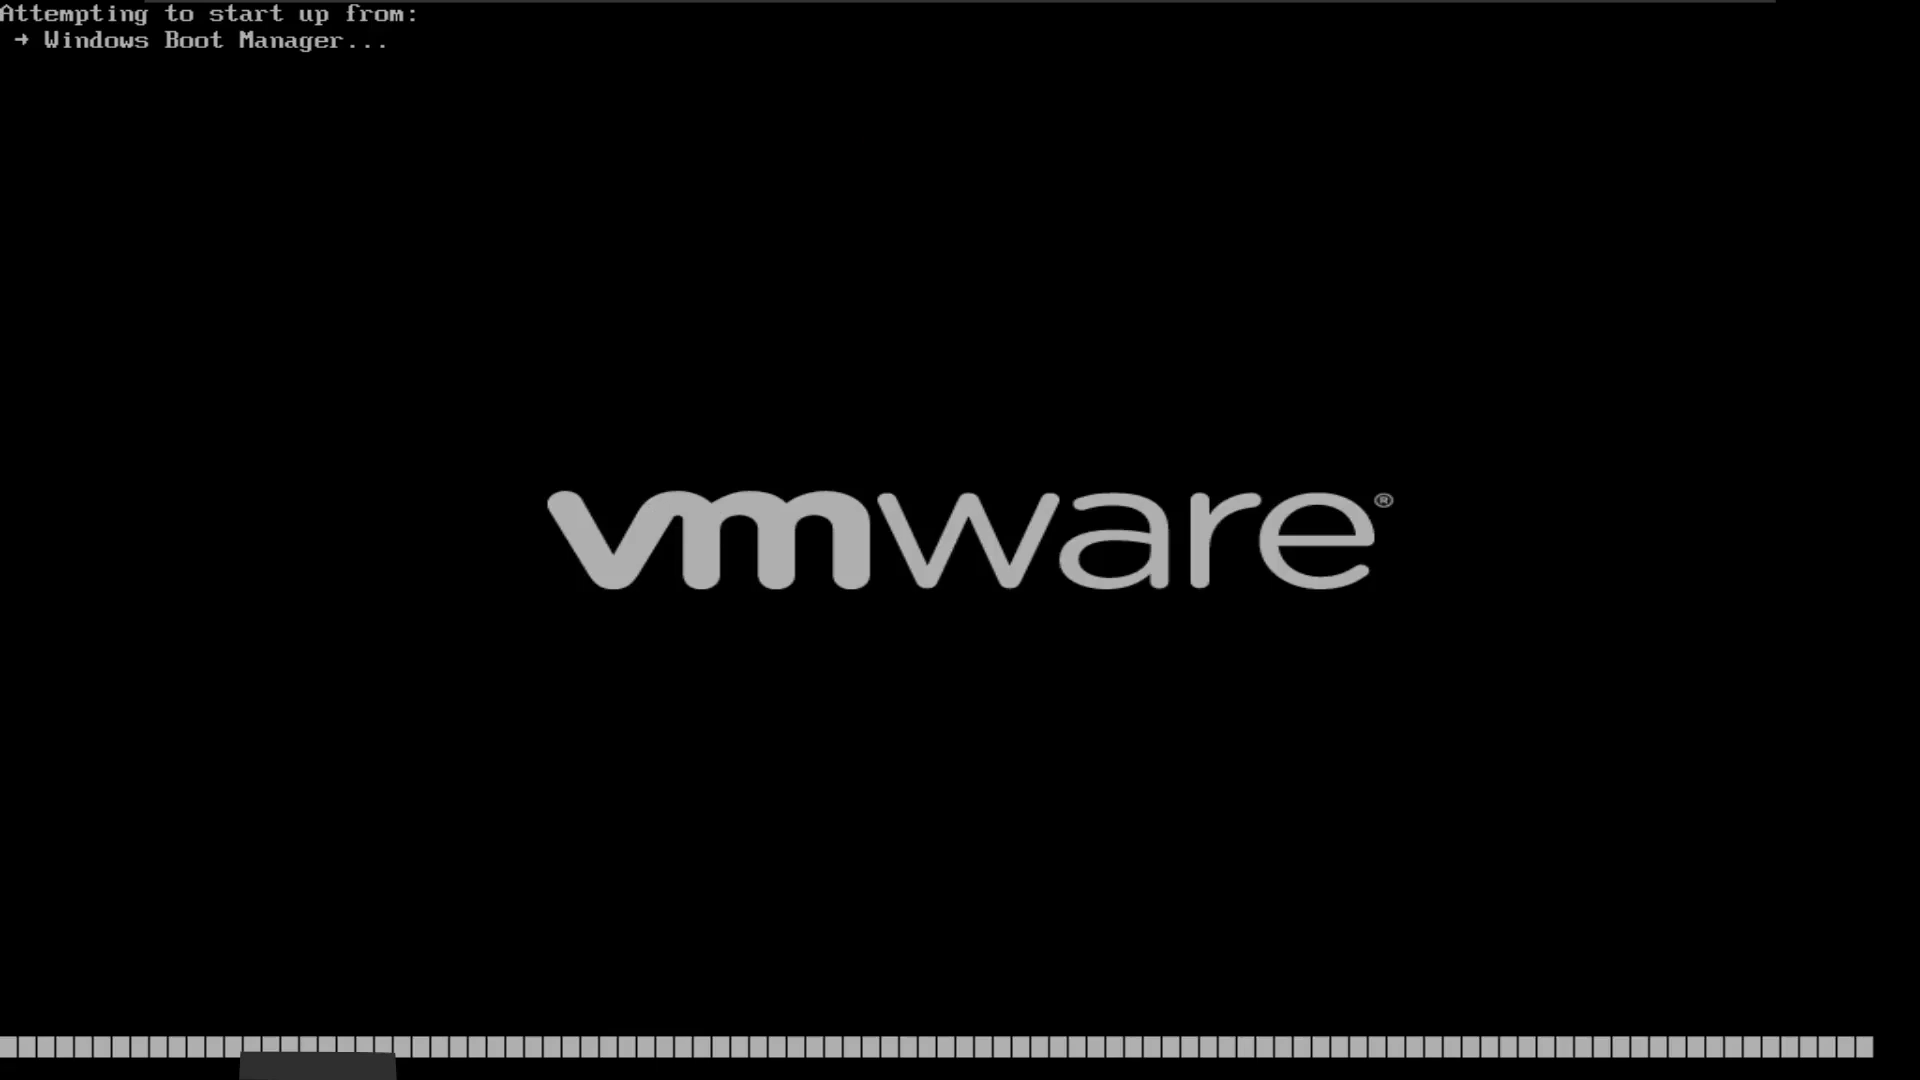 Attempting to start up from:
→ Windows Boot Manager...
vmware®